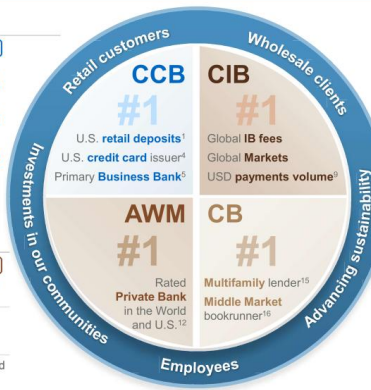 Retail customers
Wholesale clients
CCB
#1
U.S. retail deposits¹
U.S. credit card issuer⁴
Primary Business Bank⁵
CIB
#1
Global IB fees
Global Markets
USD payments volume⁹
AWM
#1
Rated
Private Bank
in the World
and U.S.¹²
CB
#1
Multifamily lender¹⁵
Middle Market
bookrunner¹⁶
Investments in our communities
Advancing sustainability
Employees